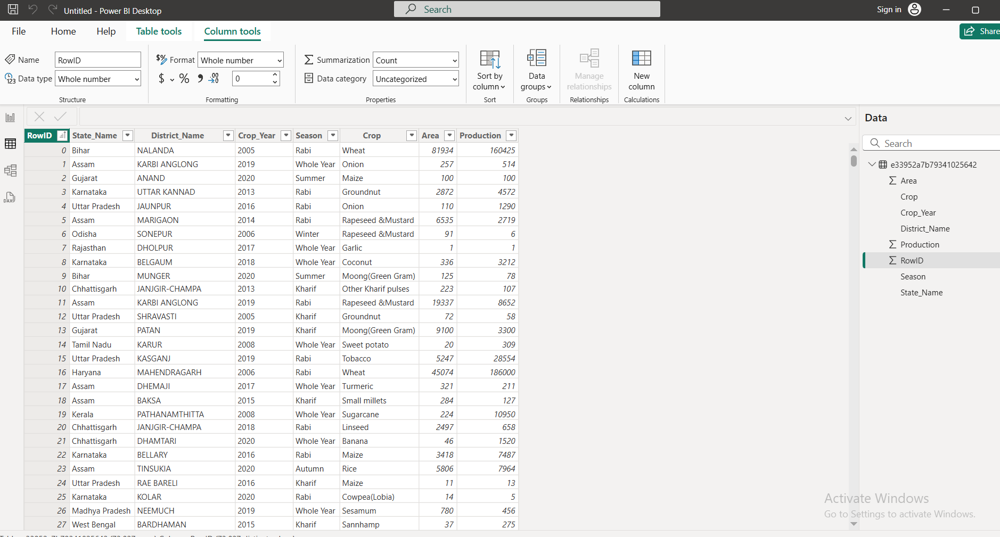 Untitled - Power BI Desktop
Search
Sign in
File Home Help Table tools Column tools
Share
Name RowID
Data type Whole number
Structure
$% Format Whole number
$ % 9 .00 0
Formatting
Summarization Count
Data category Uncategorized
Properties
Sort by
column
Sort
Data
groups
Groups
Manage
relationships
Relationships
New
column
Calculations
Data
Search
e33952a7b79341025642
Area
Crop
Crop_Year
District_Name
Production
RowID
Season
State_Name
DAX
RowID State_Name District_Name Crop_Year Season Crop Area Production
0 Bihar NALANDA 2005 Rabi Wheat 81934 160425
1 Assam KARBI ANGLONG 2019 Whole Year Onion 257 514
2 Gujarat ANAND 2020 Summer Maize 100 100
3 Karnataka UTTAR KANNAD 2013 Rabi Groundnut 2872 4572
4 Uttar Pradesh JAUNPUR 2016 Rabi Onion 110 1290
5 Assam MARIGAON 2014 Rabi Rapeseed &Mustard 6535 2719
6 Odisha SONEPUR 2006 Winter Rapeseed &Mustard 91 6
7 Rajasthan DHOLPUR 2017 Whole Year Garlic 1 1
8 Karnataka BELGAUM 2018 Whole Year Coconut 336 3212
9 Bihar MUNGER 2020 Summer Moong(Green Gram) 125 78
10 Chhattisgarh JANJGIR-CHAMPA 2013 Kharif Other Kharif pulses 223 107
11 Assam KARBI ANGLONG 2019 Rabi Rapeseed &Mustard 19337 8652
12 Uttar Pradesh SHRAVASTI 2005 Kharif Groundnut 72 58
13 Gujarat PATAN 2019 Kharif Moong(Green Gram) 9100 3300
14 Tamil Nadu KARUR 2008 Whole Year Sweet potato 20 309
15 Uttar Pradesh KASGANJ 2019 Rabi Tobacco 5247 28554
16 Haryana MAHENDRAGARH 2006 Rabi Wheat 45074 186000
17 Assam DHEMAJI 2017 Whole Year Turmeric 321 211
18 Assam BAKSA 2015 Kharif Small millets 284 127
19 Kerala PATHANAMTHITTA 2008 Whole Year Sugarcane 224 10950
20 Chhattisgarh JANJGIR-CHAMPA 2018 Rabi Linseed 2497 658
21 Chhattisgarh DHAMTARI 2020 Whole Year Banana 46 1520
22 Karnataka BELLARY 2016 Rabi Maize 3418 7487
23 Assam TINSUKIA 2020 Autumn Rice 5806 7964
24 Uttar Pradesh RAE BARELI 2016 Kharif Maize 11 13
25 Karnataka KOLAR 2020 Rabi Cowpea(Lobia) 14 5
26 Madhya Pradesh NEEMUCH 2019 Whole Year Sesamum 780 456
27 West Bengal BARDHAMAN 2015 Kharif Sannhamp 37 275
Activate Windows
Go to Settings to activate Windows.